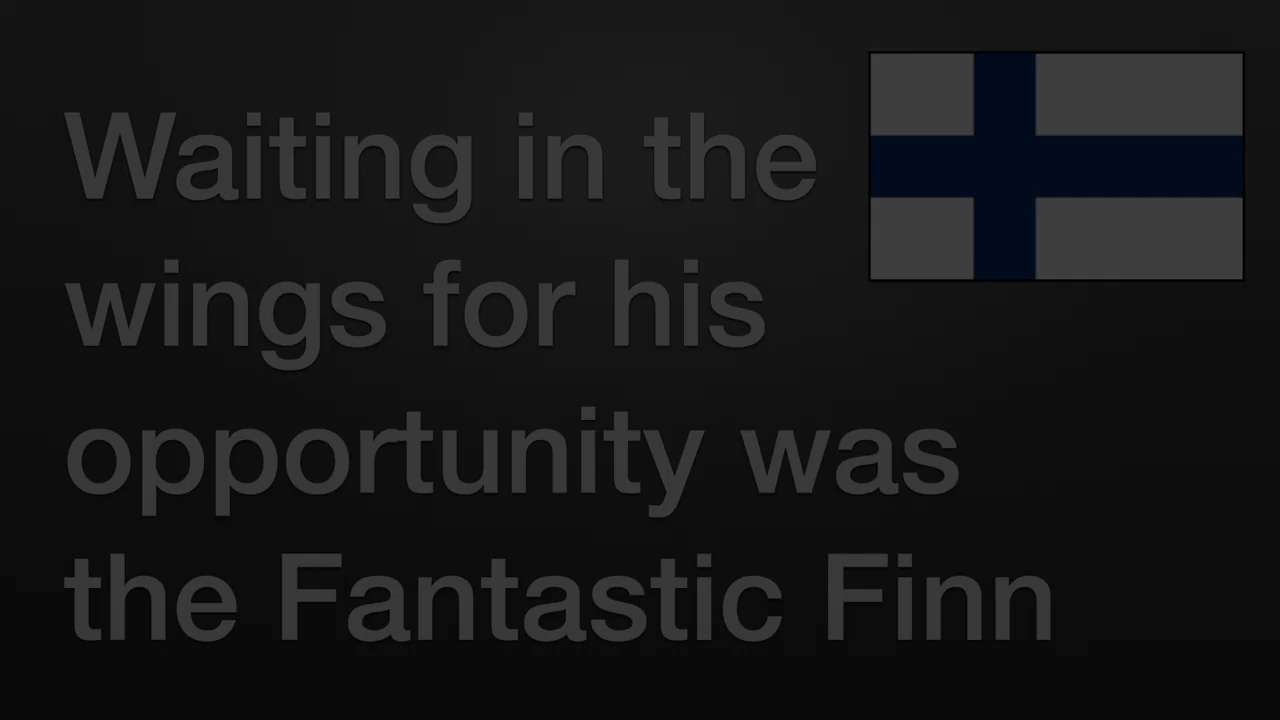 Waiting in the
wings for his
opportunity was
the Fantastic Finn